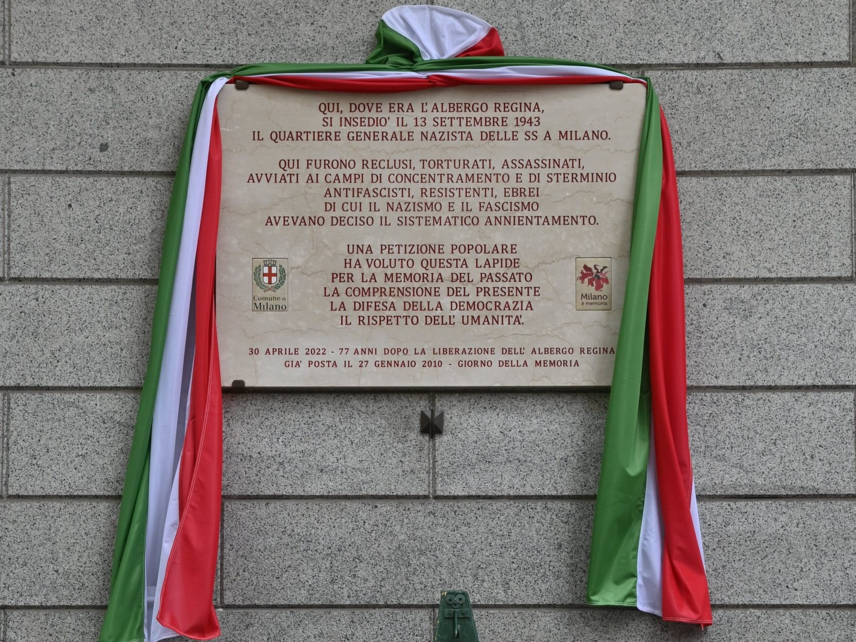 QUI, DOVE ERA L'ALBERGO REGINA,
SI INSEDIO' IL 13 SETTEMBRE 1943
IL QUARTIERE GENERALE NAZISTA DELLE SS A MILANO.
QUI FURONO RECLUSI, TORTURATI, ASSASSINATI,
AVVIATI AI CAMPI DI CONCENTRAMENTO E DI STERMINIO
ANTIFASCISTI, RESISTENTI, EBREI
DI CUI IL NAZISMO E IL FASCISMO
AVEVANO DECISO IL SISTEMATICO ANNIENTAMENTO.
UNA PETIZIONE POPOLARE
HA VOLUTO QUESTA LAPIDE
PER LA MEMORIA DEL PASSATO
LA COMPRENSIONE DEL PRESENTE
LA DIFESA DELLA DEMOCRAZIA
IL RISPETTO DELL' UMANITA'.
Comune di
Milano
Milano
è memoria
30 APRILE 2022 - 77 ANNI DOPO LA LIBERAZIONE DELL' ALBERGO REGINA
GIA' POSTA IL 27 GENNAIO 2010 - GIORNO DELLA MEMORIA